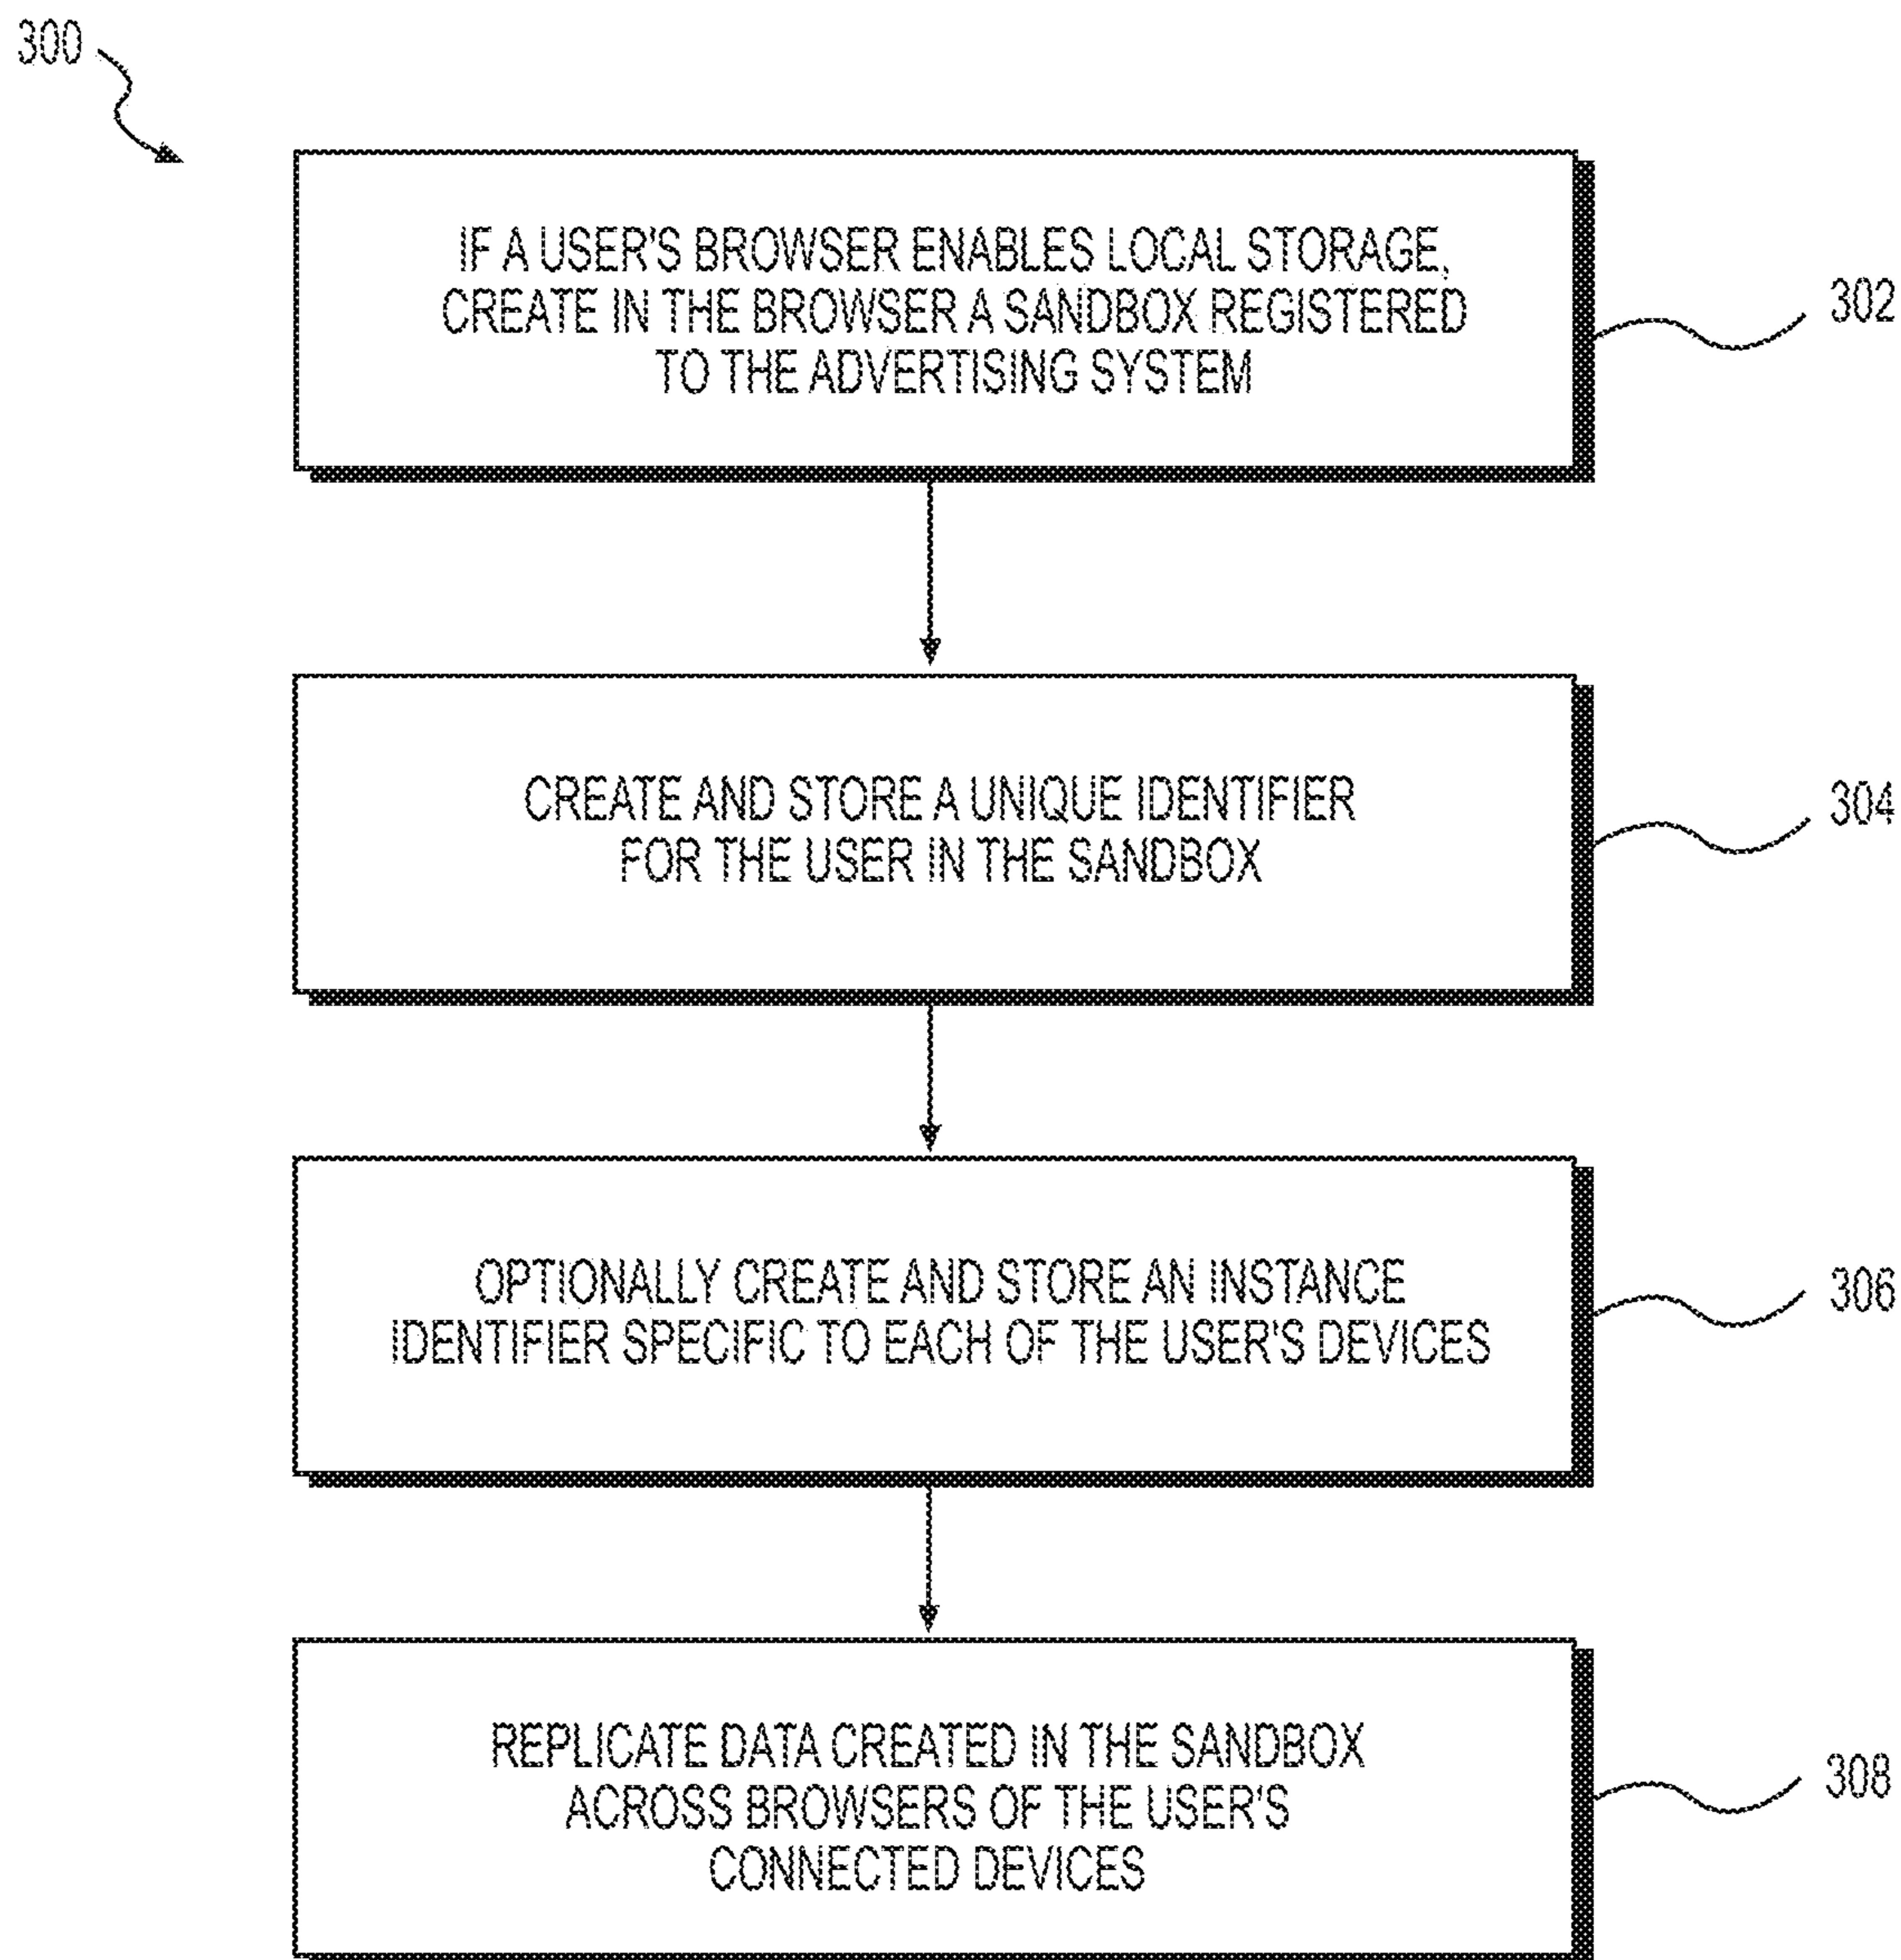 300
IF A USER'S BROWSER ENABLES LOCAL STORAGE,
CREATE IN THE BROWSER A SANDBOX REGISTERED
TO THE ADVERTISING SYSTEM
302
CREATE AND STORE A UNIQUE IDENTIFIER
FOR THE USER IN THE SANDBOX
304
OPTIONALLY CREATE AND STORE AN INSTANCE
IDENTIFIER SPECIFIC TO EACH OF THE USER'S DEVICES
306
REPLICATE DATA CREATED IN THE SANDBOX
ACROSS BROWSERS OF THE USER'S
CONNECTED DEVICES
308